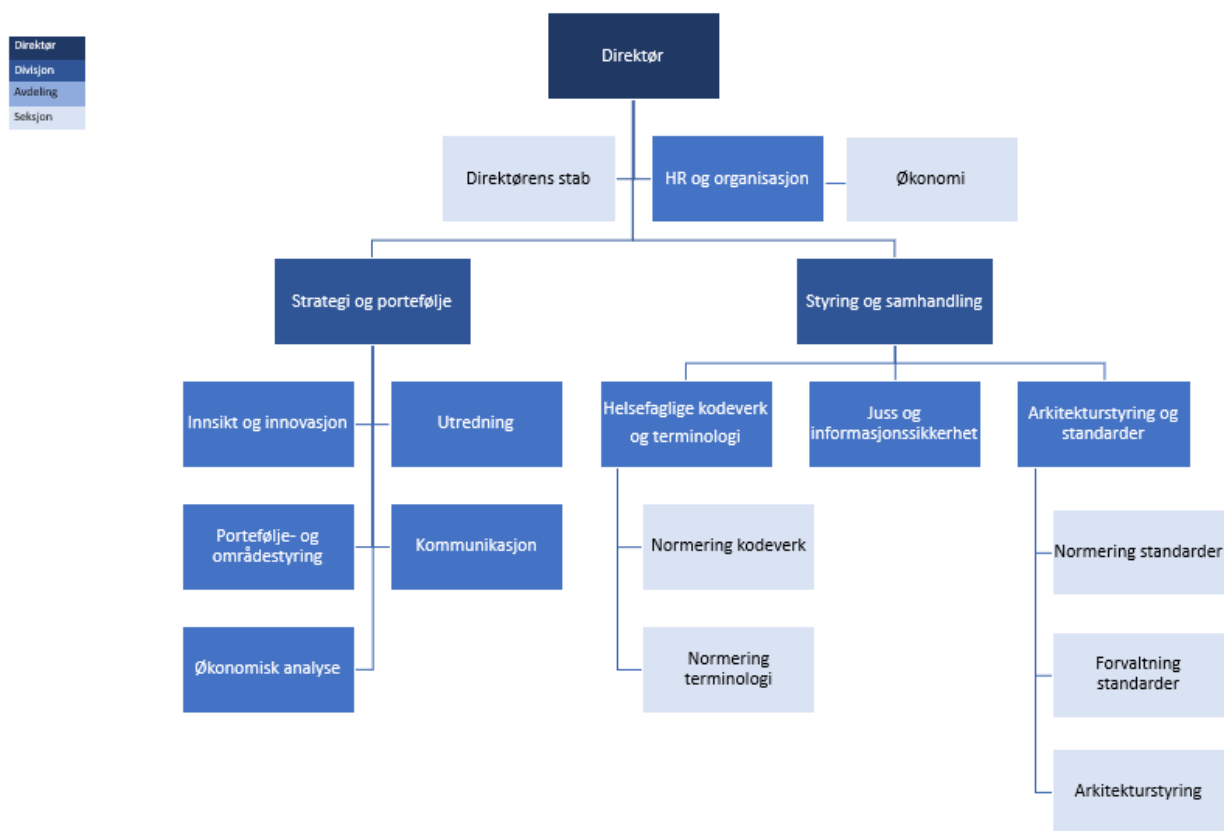 Direktør
Divisjon
Avdeling
Seksjon
Direktør
Direktørens stab
HR og organisasjon
Økonomi
Strategi og portefølje
Styring og samhandling
Innsikt og innovasjon
Utredning
Helsefaglige kodeverk
og terminologi
Juss og
informasjonssikkerhet
Arkitekturstyring og
standarder
Portefølje- og
områdestyring
Kommunikasjon
Normering kodeverk
Normering standarder
Økonomisk analyse
Normering
terminologi
Forvaltning
standarder
Arkitekturstyring